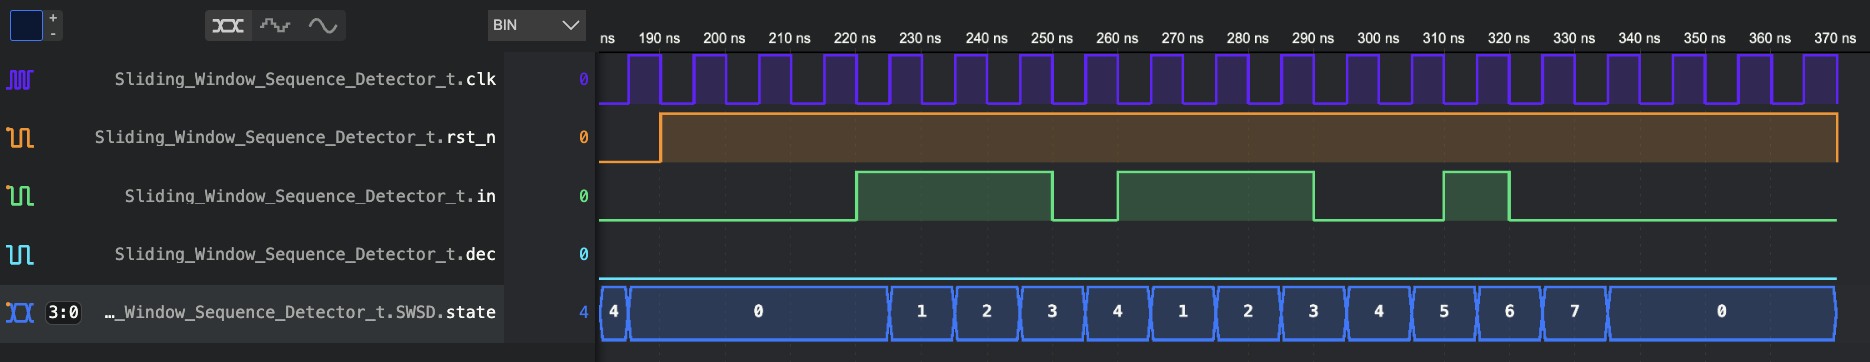 +
-
BIN
ns 190 ns 200 ns 210 ns 220 ns 230 ns 240 ns 250 ns 260 ns 270 ns 280 ns 290 ns 300 ns 310 ns 320 ns 330 ns 340 ns 350 ns 360 ns 370 ns
Sliding_Window_Sequence_Detector_t.clk 0
Sliding_Window_Sequence_Detector_t.rst_n 0
Sliding_Window_Sequence_Detector_t.in 0
Sliding_Window_Sequence_Detector_t.dec 0
3:0 …_Window_Sequence_Detector_t.SWSD.state 4 4 0 1 2 3 4 1 2 3 4 5 6 7 0